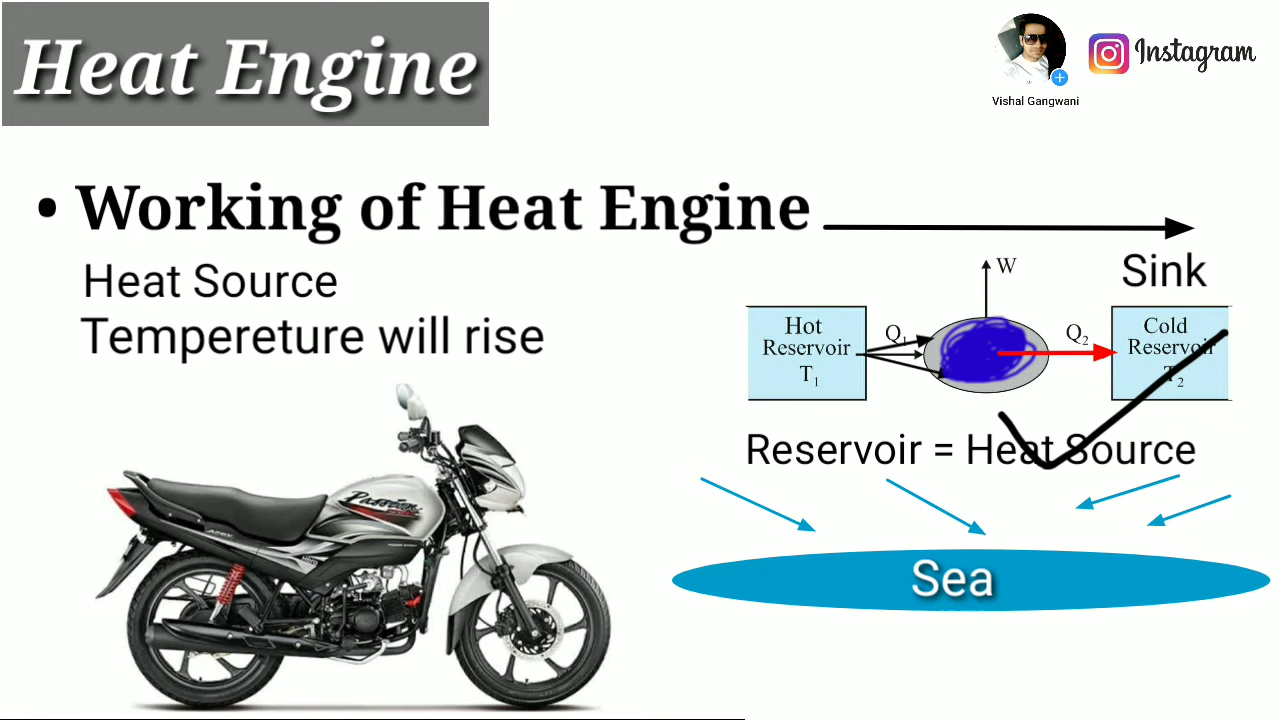 Heat Engine
Instagram
Vishal Gangwani
• Working of Heat Engine
Heat Source
Tempereture will rise
W
Sink
Hot
Reservoir
T1
Q1
Q2
Cold
Reservoir
T2
Reservoir = Heat Source
Sea
Passion